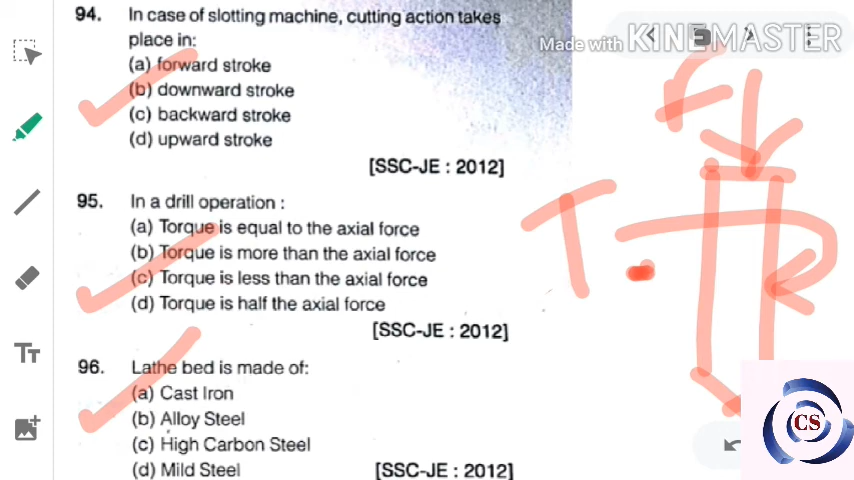 94. In case of slotting machine, cutting action takes
place in:
(a) forward stroke
(b) downward stroke
(c) backward stroke
(d) upward stroke
[SSC-JE : 2012]
95. In a drill operation :
(a) Torque is equal to the axial force
(b) Torque is more than the axial force
(c) Torque is less than the axial force
(d) Torque is half the axial force
[SSC-JE : 2012]
96. Lathe bed is made of:
(a) Cast Iron
(b) Alloy Steel
(c) High Carbon Steel
(d) Mild Steel
[SSC-JE : 2012]
Made with KINEMASTER
F
T
TT
CS